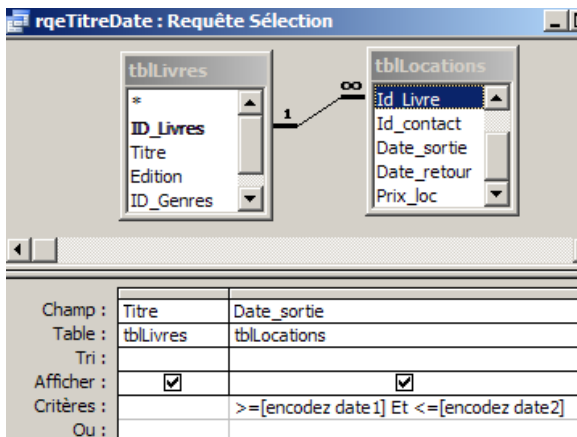 rqeTitreDate : Requête Sélection
tblLivres
*
ID_Livres
Titre
Edition
ID_Genres
1
∞
tblLocations
Id_Livre
Id_contact
Date_sortie
Date_retour
Prix_loc
Champ : Titre Date_sortie
Table : tblLivres tblLocations
Tri :
Afficher :
Critères : >=[encodez date1] Et <=[encodez date2]
Ou :